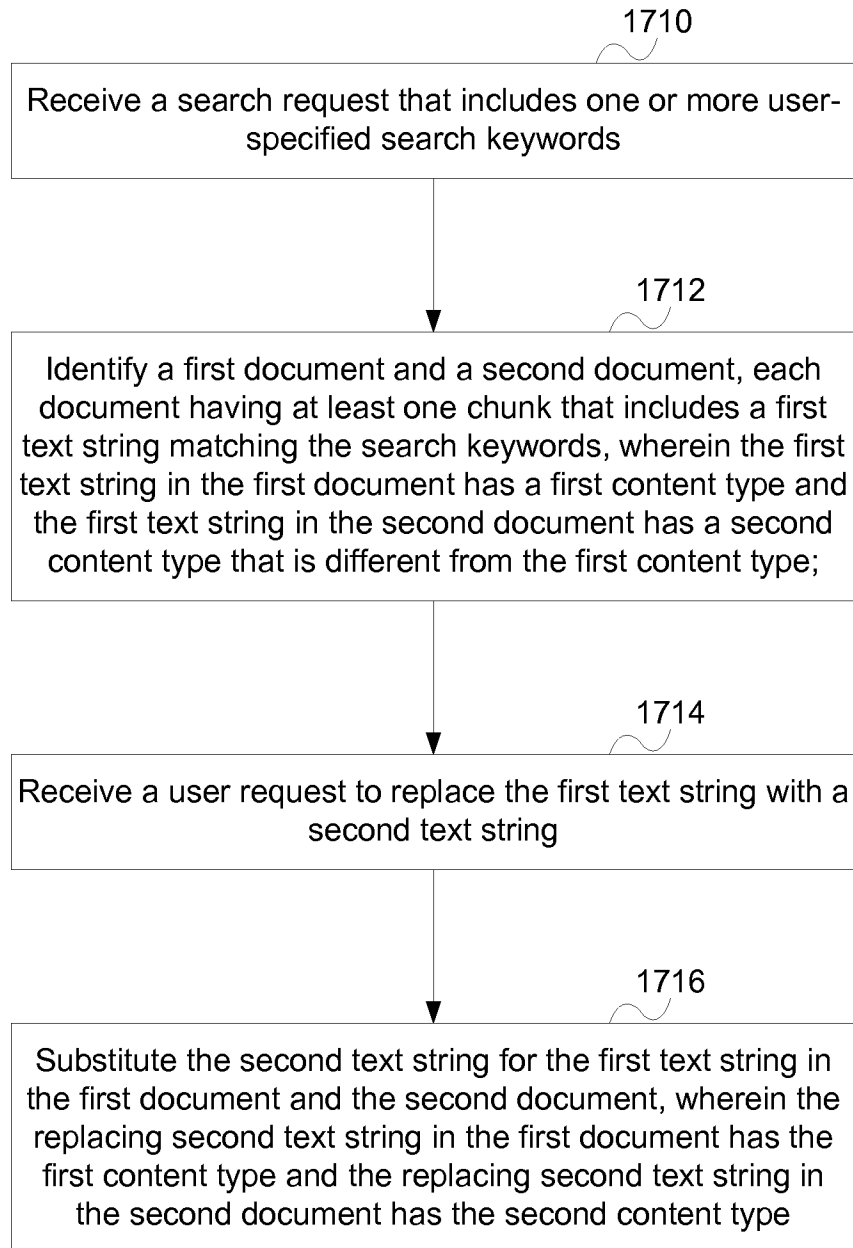 1710
Receive a search request that includes one or more user-
specified search keywords
1712
Identify a first document and a second document, each
document having at least one chunk that includes a first
text string matching the search keywords, wherein the first
text string in the first document has a first content type and
the first text string in the second document has a second
content type that is different from the first content type;
1714
Receive a user request to replace the first text string with a
second text string
1716
Substitute the second text string for the first text string in
the first document and the second document, wherein the
replacing second text string in the first document has the
first content type and the replacing second text string in
the second document has the second content type